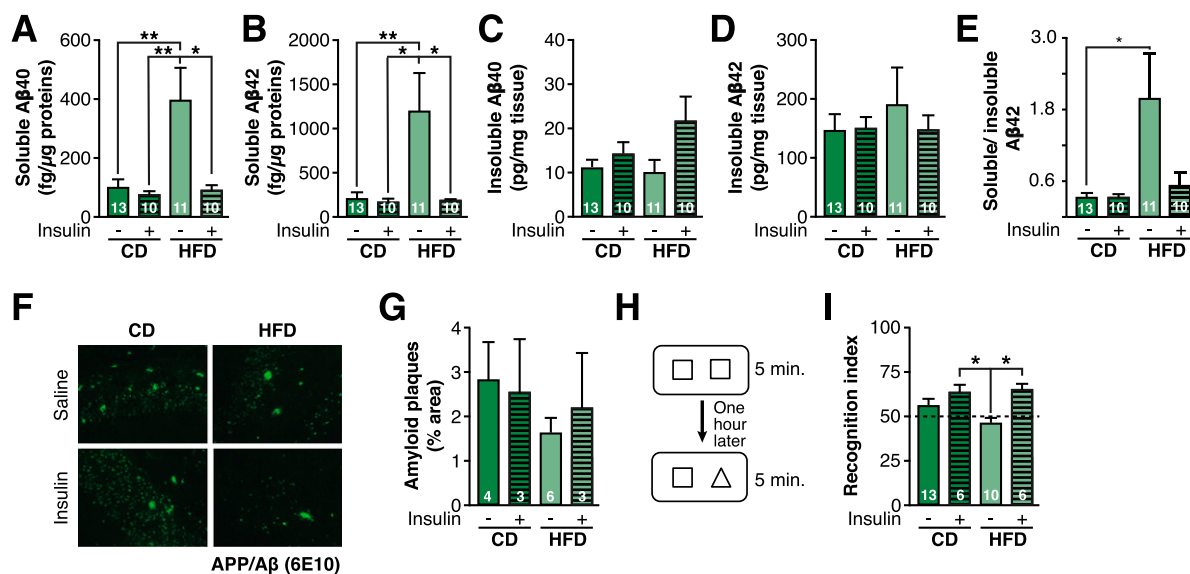 A
Soluble Aβ40
(fg/µg proteins)
600
400
200
0
**
** *
13 10 11 10
Insulin - + - +
CD HFD
B
Soluble Aβ42
(fg/µg proteins)
2000
1500
1000
500
0
**
* *
13 10 11 10
Insulin - + - +
CD HFD
C
Insoluble Aβ40
(pg/mg tissue)
40
30
20
10
0
13 10 11 10
Insulin - + - +
CD HFD
D
Insoluble Aβ42
(pg/mg tissue)
300
200
100
0
13 10 11 10
Insulin - + - +
CD HFD
E
Soluble/ insoluble
Aβ42
3.0
1.8
0.6
*
13 10 11 10
Insulin - + - +
CD HFD
F
CD HFD
Saline
Insulin
APP/Aβ (6E10)
G
Amyloid plaques
(% area)
4
3
2
1
0
4 3 6 3
Insulin - + - +
CD HFD
H
5 min.
One
hour
later
5 min.
I
Recognition index
100
75
50
25
0
* *
13 6 10 6
Insulin - + - +
CD HFD